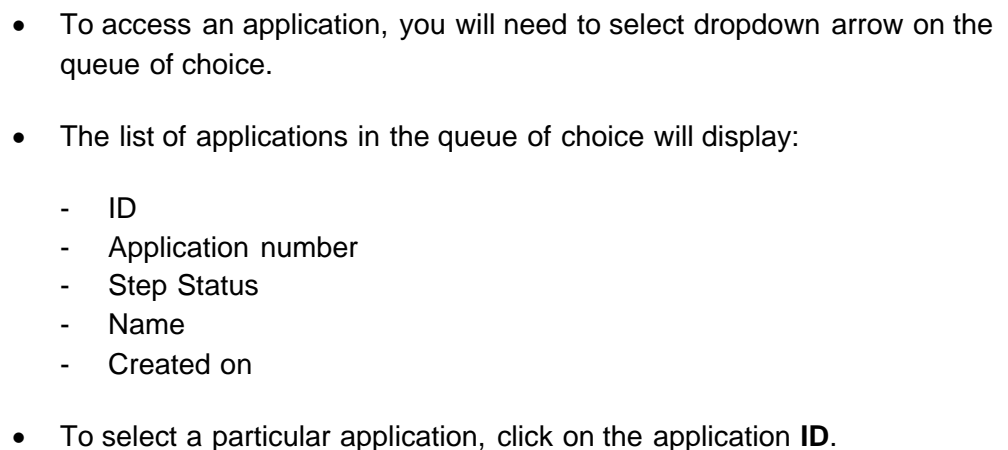 • To access an application, you will need to select dropdown arrow on the
queue of choice.
• The list of applications in the queue of choice will display:
- ID
- Application number
- Step Status
- Name
- Created on
• To select a particular application, click on the application ID.